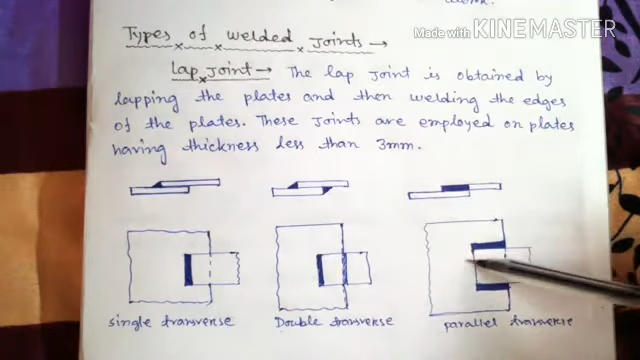 work.
Made with KINEMASTER
Types of welded Joints →
Lap Joint → The lap joint is obtained by
lapping the plates and then welding the edges
of the plates. These joints are employed on plates
having thickness less than 3mm.
single transverse Double transverse parallel transverse